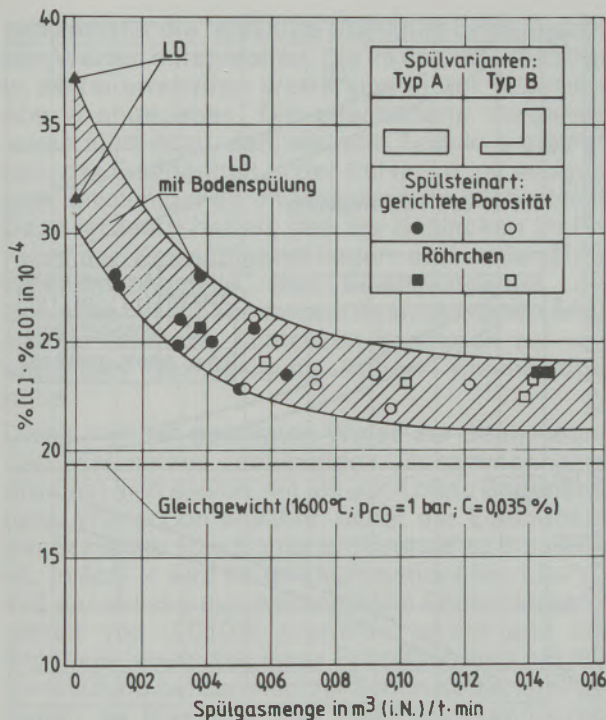 40
35
30
25
20
15
10
% [C] · % [O] in 10⁻⁴
LD
LD
mit Bodenspülung
Spülvarianten:
Typ A Typ B
Spülsteinart:
gerichtete Porosität
Röhrchen
Gleichgewicht (1600°C; pCO = 1 bar; C=0,035 %)
0 0,02 0,04 0,06 0,08 0,10 0,12 0,14 0,16
Spülgasmenge in m³ (i.N.) / t·min